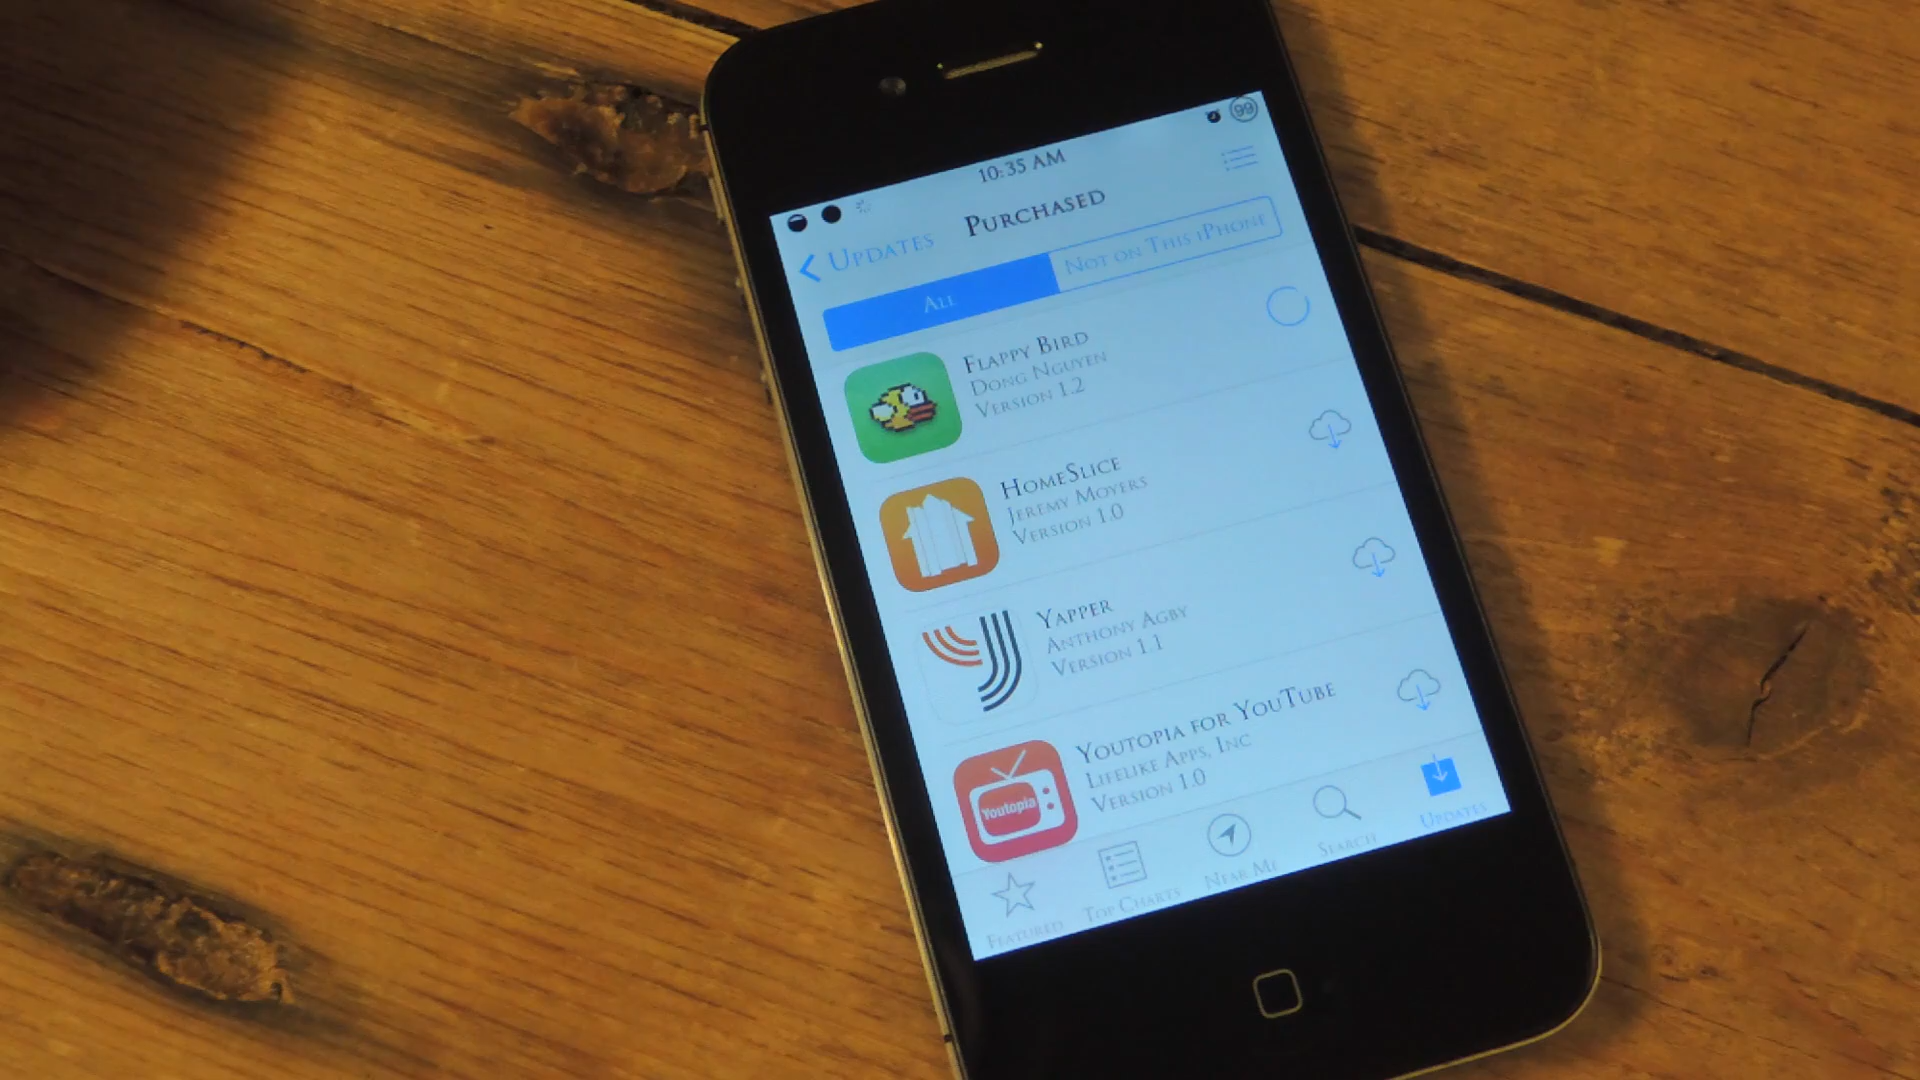 99
10:35 AM
Updates
Purchased
All
Not on This iPhone
Flappy Bird
Dong Nguyen
Version 1.2
HomeSlice
Jeremy Moyers
Version 1.0
Yapper
Anthony Agby
Version 1.1
Youtopia for YouTube
Lifelike Apps, Inc
Version 1.0
Youtopia
Featured
Top Charts
Near Me
Search
Updates